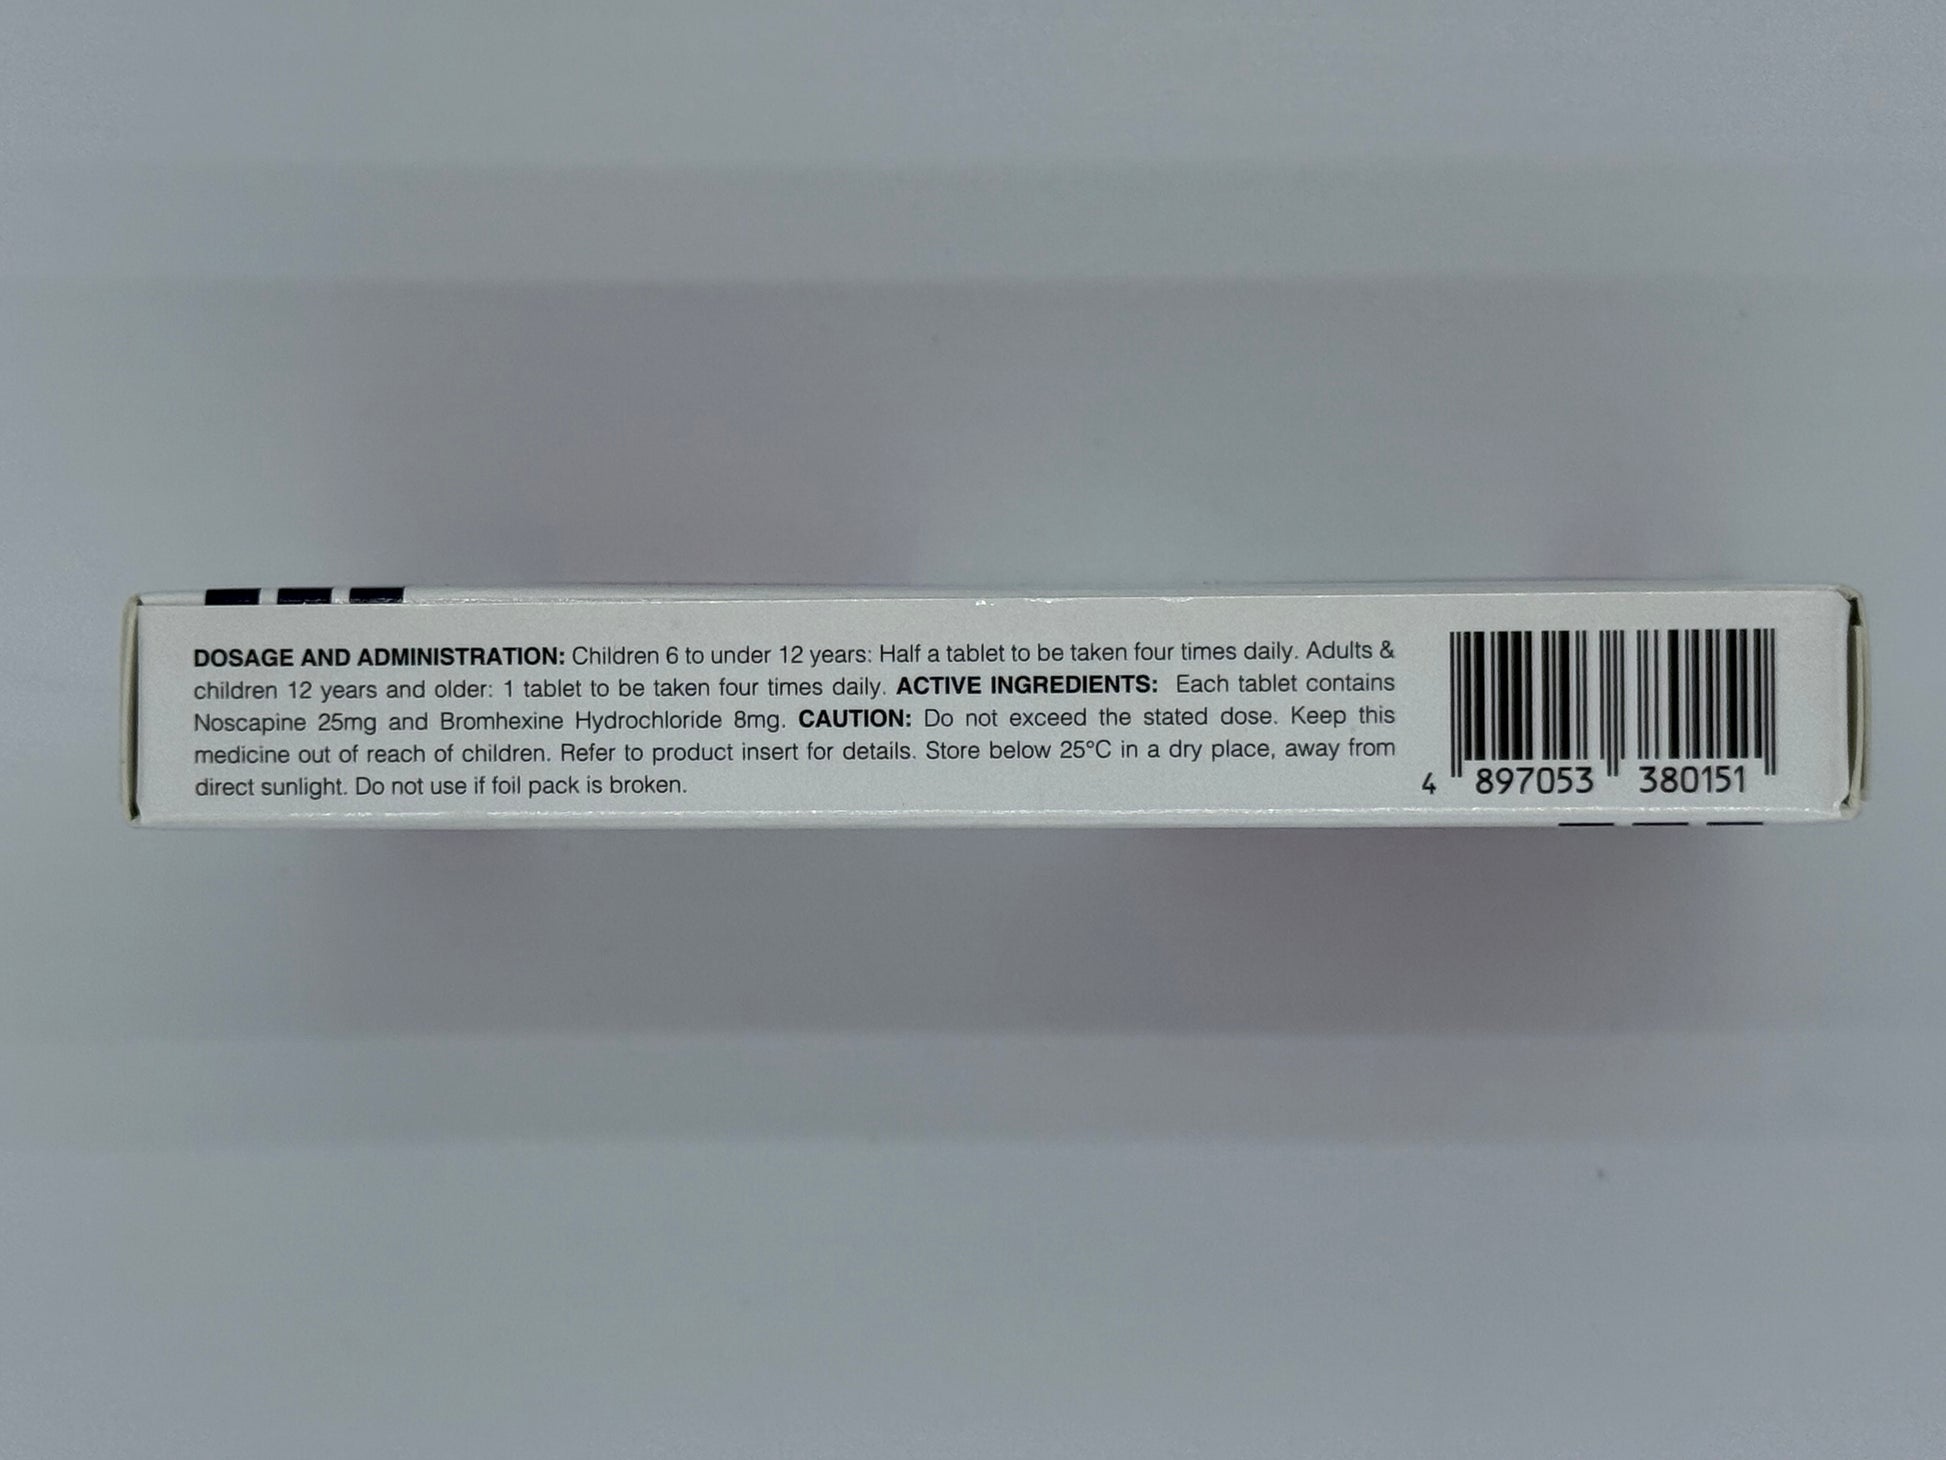 DOSAGE AND ADMINISTRATION: Children 6 to under 12 years: Half a tablet to be taken four times daily. Adults &
children 12 years and older: 1 tablet to be taken four times daily. ACTIVE INGREDIENTS: Each tablet contains
Noscapine 25mg and Bromhexine Hydrochloride 8mg. CAUTION: Do not exceed the stated dose. Keep this
medicine out of reach of children. Refer to product insert for details. Store below 25°C in a dry place, away from
direct sunlight. Do not use if foil pack is broken.
4 897053 380151